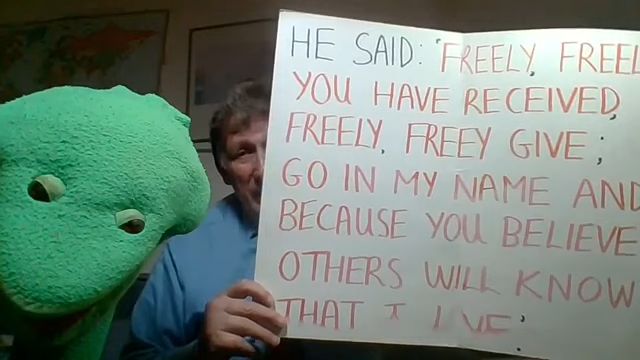 HE SAID: 'FREELY, FREEL
YOU HAVE RECEIVED,
FREELY, FREEY GIVE;
GO IN MY NAME AND
BECAUSE YOU BELIEVE
OTHERS WILL KNOW
THAT I